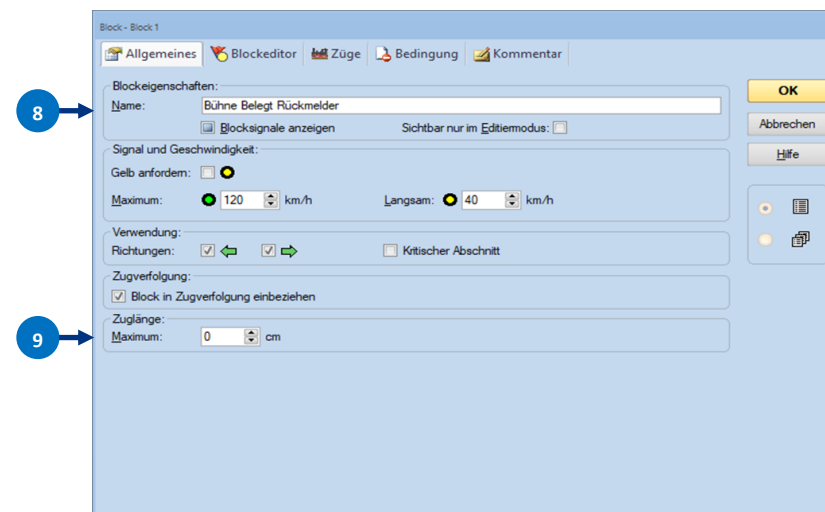 Block - Block 1
Allgemeines Blockeditor Züge Bedingung Kommentar
Blockeigenschaften:
8
Name: Bühne Belegt Rückmelder
Blocksignale anzeigen Sichtbar nur im Editiermodus:
Signal und Geschwindigkeit:
Gelb anfordern:
Maximum: 120 km/h Langsam: 40 km/h
Verwendung:
Richtungen: Kritischer Abschnitt
Zugverfolgung:
Block in Zugverfolgung einbeziehen
Zuglänge:
9
Maximum: 0 cm
OK
Abbrechen
Hilfe